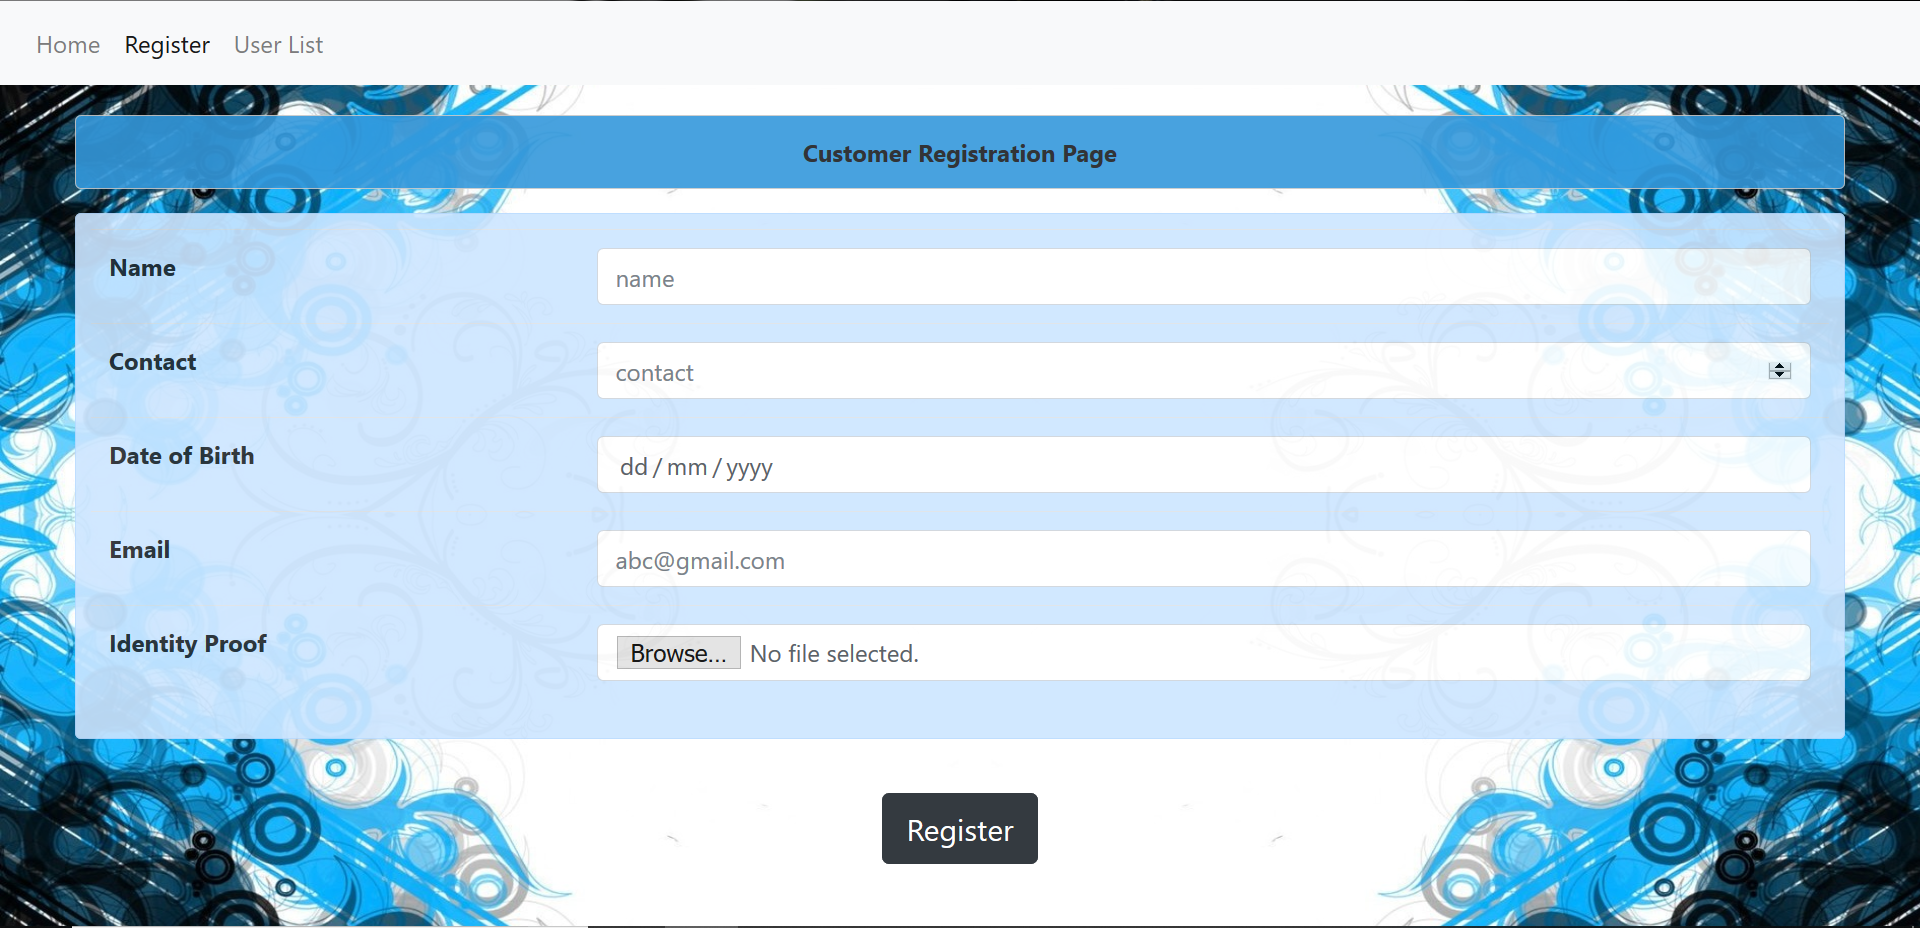 Home Register User List
Customer Registration Page
Name name
Contact contact
Date of Birth dd / mm / yyyy
Email abc@gmail.com
Identity Proof Browse... No file selected.
Register